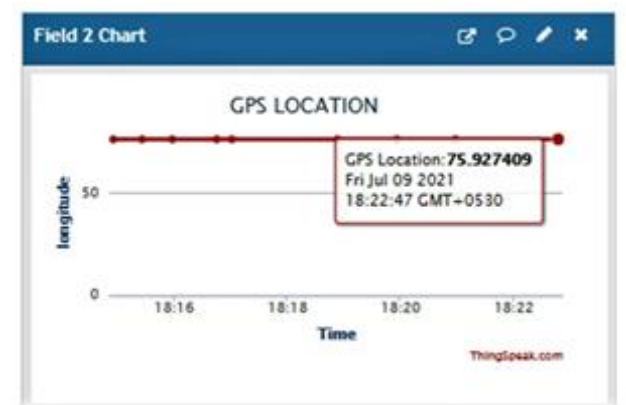 Field 2 Chart
GPS LOCATION
GPS Location:75.927409
Fri Jul 09 2021
18:22:47 GMT+0530
longitude
50
0
18:16 18:18 18:20 18:22
Time
ThingSpeak.com